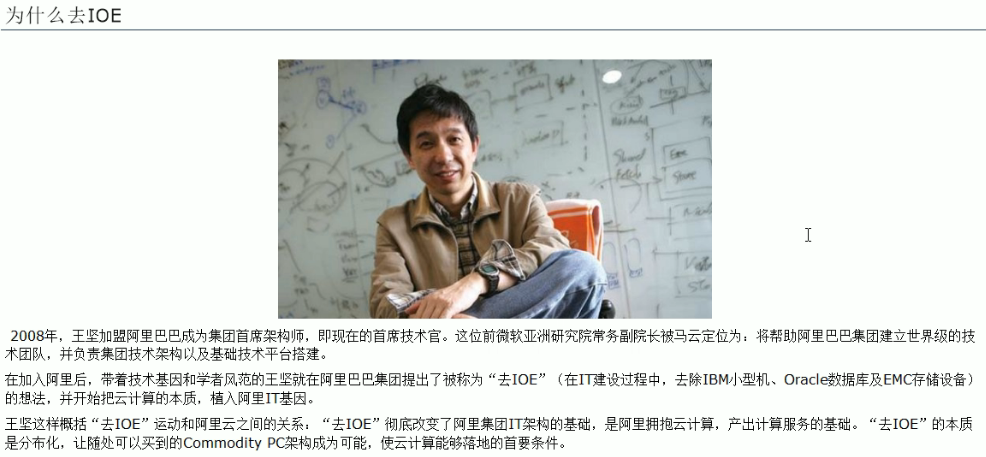 为什么去IOE
2008年，王坚加盟阿里巴巴成为集团首席架构师，即现在的首席技术官。这位前微软亚洲研究院常务副院长被马云定位为：将帮助阿里巴巴集团建立世界级的技
术团队，并负责集团技术架构以及基础技术平台搭建。
在加入阿里后，带着技术基因和学者风范的王坚就在阿里巴巴集团提出了被称为“去IOE”（在IT建设过程中，去除IBM小型机、Oracle数据库及EMC存储设备）
的想法，并开始把云计算的本质，植入阿里IT基因。
王坚这样概括“去IOE”运动和阿里云之间的关系：“去IOE”彻底改变了阿里集团IT架构的基础，是阿里拥抱云计算，产出计算服务的基础。“去IOE”的本质
是分布化，让随处可以买到的Commodity PC架构成为可能，使云计算能够落地的首要条件。